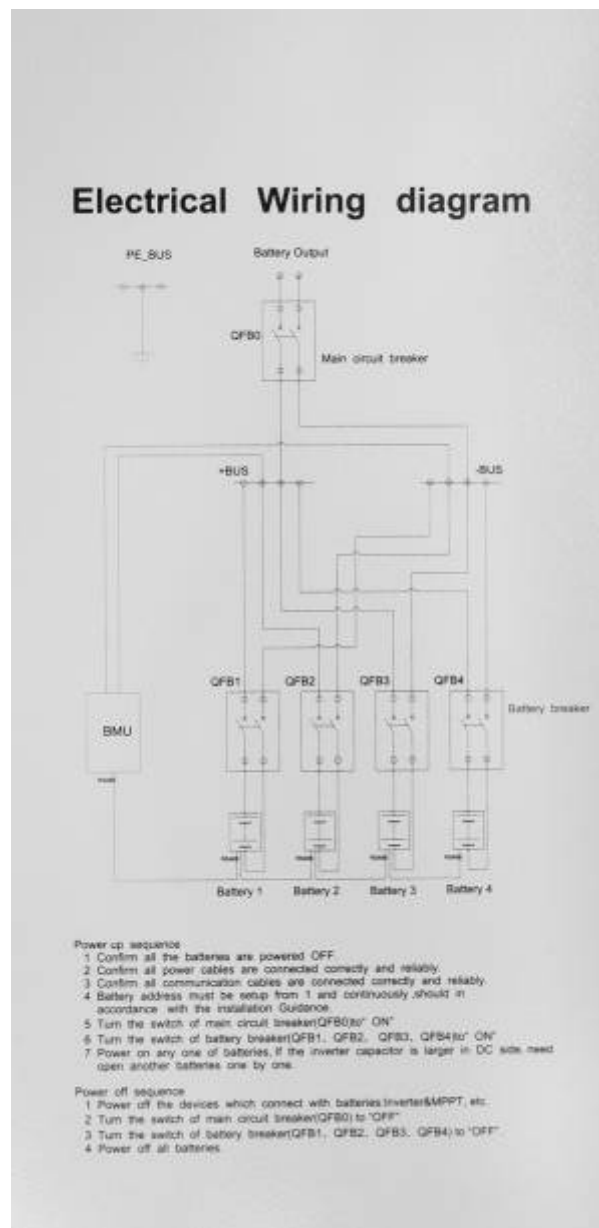 Electrical Wiring diagram
PE_BUS
Battery Output
QFB0
Main circuit breaker
+BUS
-BUS
QFB1 QFB2 QFB3 QFB4
Battery breaker
BMU
Battery 1 Battery 2 Battery 3 Battery 4
Power up sequence
1 Confirm all the batteries are powered OFF
2 Confirm all power cables are connected correctly and reliably.
3 Confirm all communication cables are connected correctly and reliably.
4 Battery address must be setup from 1 and continuously ,should in
accordance with the installation Guidance.
5 Turn the switch of main circuit breaker(QFB0)to" ON"
6 Turn the switch of battery breaker(QFB1、QFB2、QFB3、QFB4)to" ON"
7 Power on any one of batteries, If the inverter capacitor is larger in DC side need
open another batteries one by one.
Power off sequence
1 Power off the devices which connect with batteries:Inverter&MPPT, etc.
2 Turn the switch of main circuit breaker(QFB0) to "OFF"
3 Turn the switch of battery breaker(QFB1、QFB2、QFB3、QFB4) to "OFF"
4 Power off all batteries